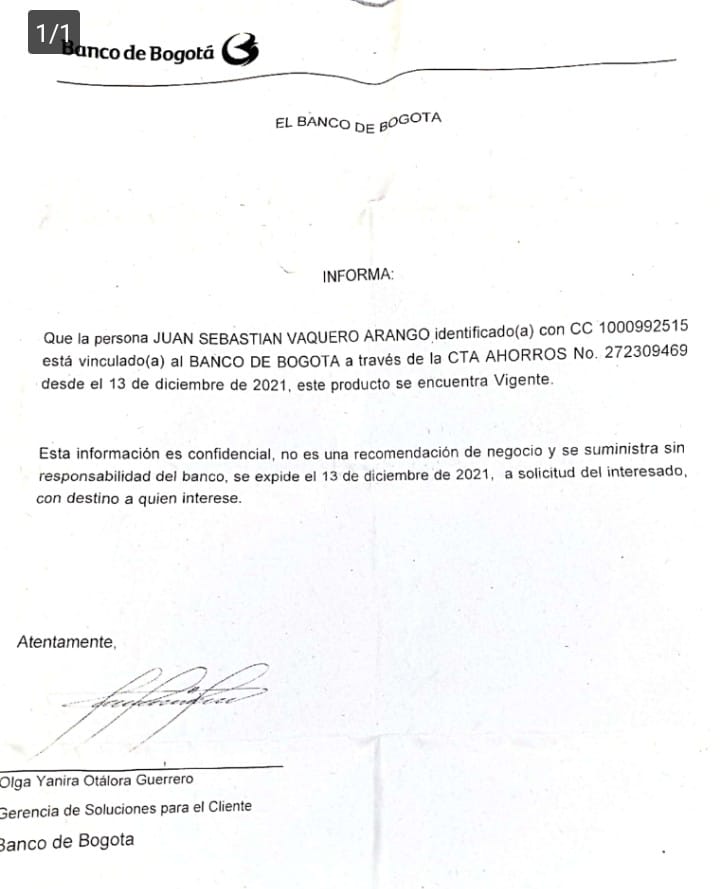 1/1
Banco de Bogotá
EL BANCO DE BOGOTA
INFORMA:
Que la persona JUAN SEBASTIAN VAQUERO ARANGO identificado(a) con CC 1000992515
está vinculado(a) al BANCO DE BOGOTA a través de la CTA AHORROS No. 272309469
desde el 13 de diciembre de 2021, este producto se encuentra Vigente.
Esta información es confidencial, no es una recomendación de negocio y se suministra sin
responsabilidad del banco, se expide el 13 de diciembre de 2021, a solicitud del interesado,
con destino a quien interese.
Atentamente,
Olga Yanira Otálora Guerrero
Gerencia de Soluciones para el Cliente
Banco de Bogota